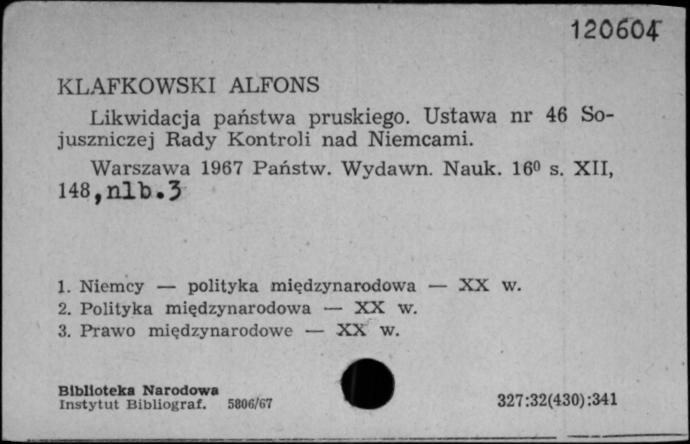 120604
KLAFKOWSKI ALFONS
Likwidacja państwa pruskiego. Ustawa nr 46 So-
juszniczej Rady Kontroli nad Niemcami.
Warszawa 1967 Państw. Wydawn. Nauk. 16⁰ s. XII,
148, nlb. 3
1. Niemcy — polityka międzynarodowa — XX w.
2. Polityka międzynarodowa — XX w.
3. Prawo międzynarodowe — XX w.
Biblioteka Narodowa
Instytut Bibliograf. 5806/67
327:32(430):341